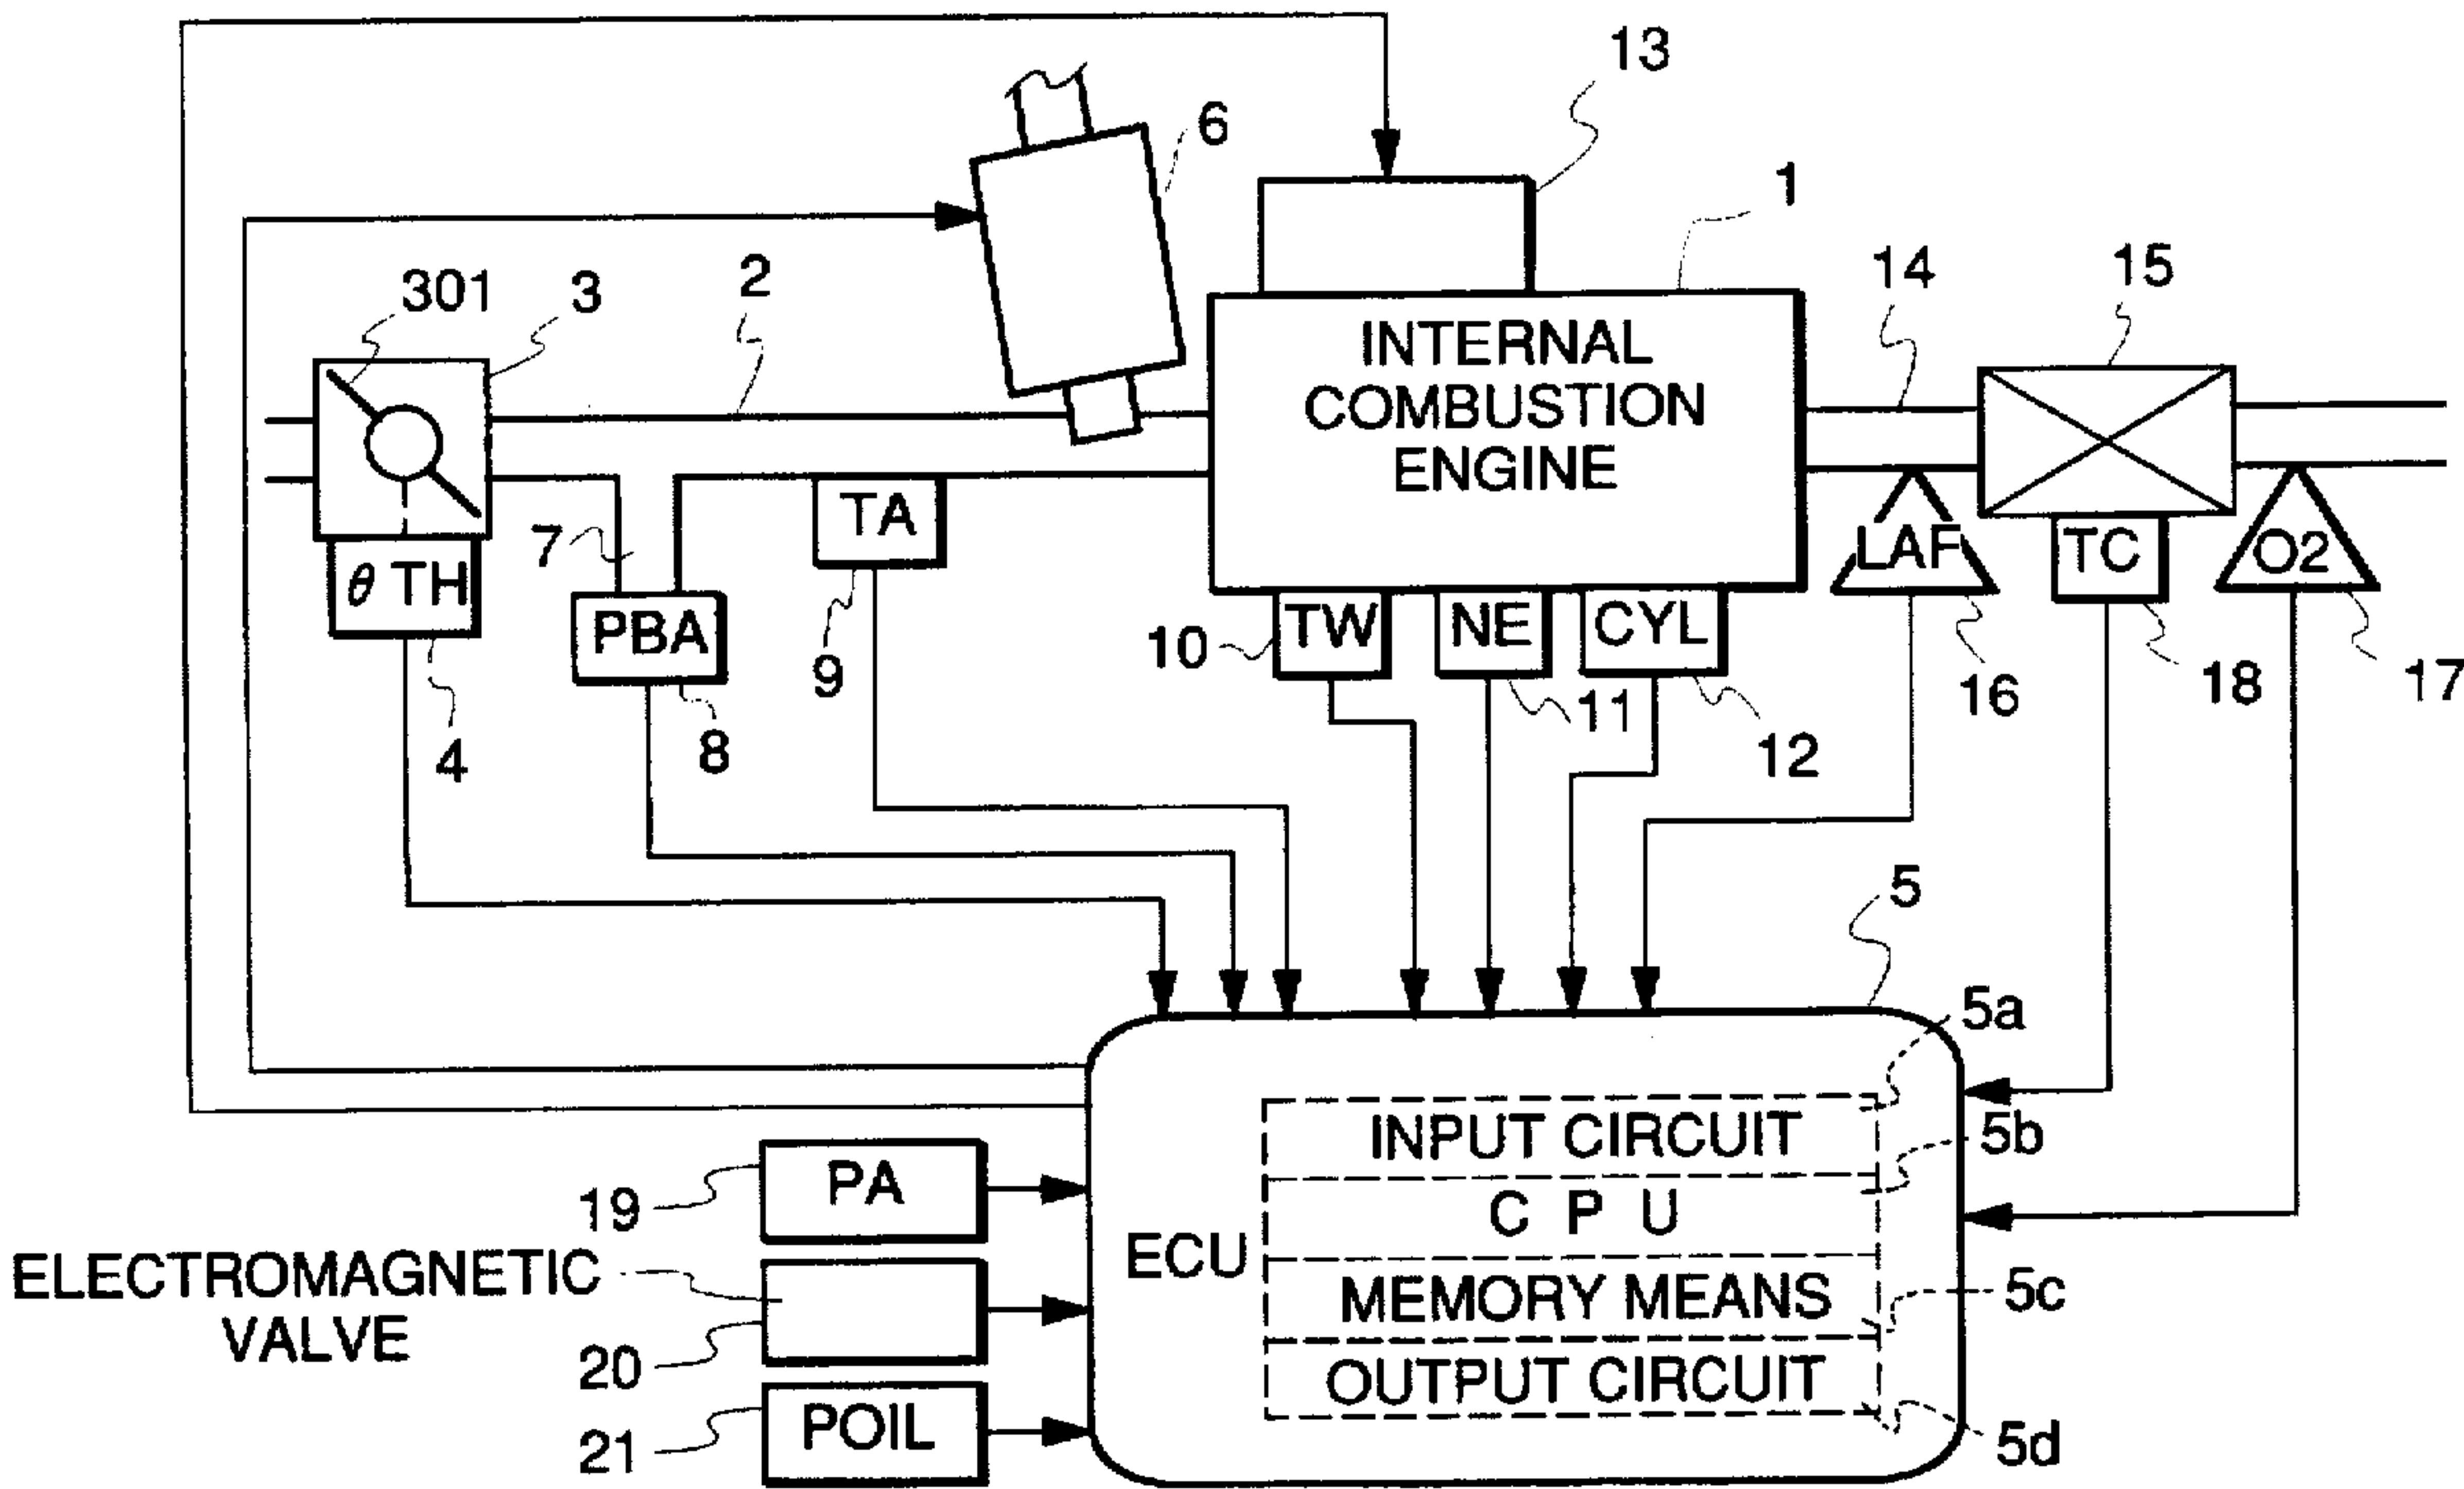 13
6
1
301
3
2
14
15
INTERNAL
COMBUSTION
ENGINE
TA
7
θ TH
PBA
LAF
TC
O2
TW
NE
CYL
10
9
4
8
11
12
16
18
17
5
5a
INPUT CIRCUIT
5b
PA
19
C P U
ECU
ELECTROMAGNETIC
VALVE
20
MEMORY MEANS
5c
OUTPUT CIRCUIT
POIL
21
5d